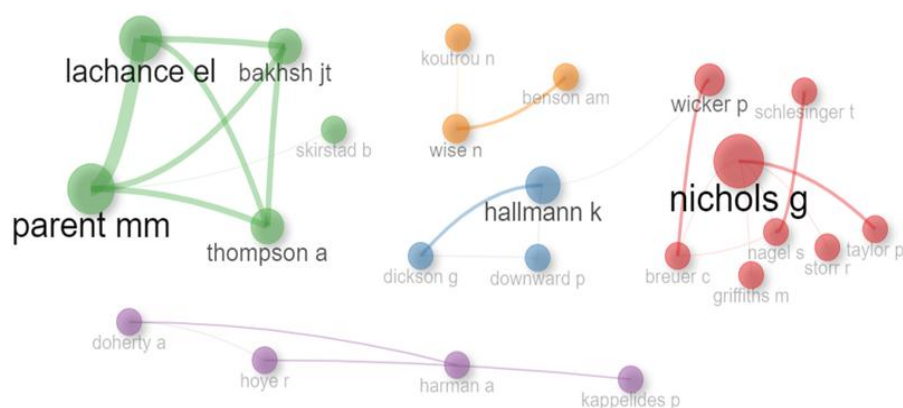 lachance el
bakhsh jt
skirstad b
parent mm
thompson a
koutrou n
benson am
wise n
hallmann k
dickson g
downward p
wicker p
schlesinger t
nichols g
nagel s
taylor p
storr r
breuer c
griffiths m
doherty a
hoye r
harman a
kappelides p